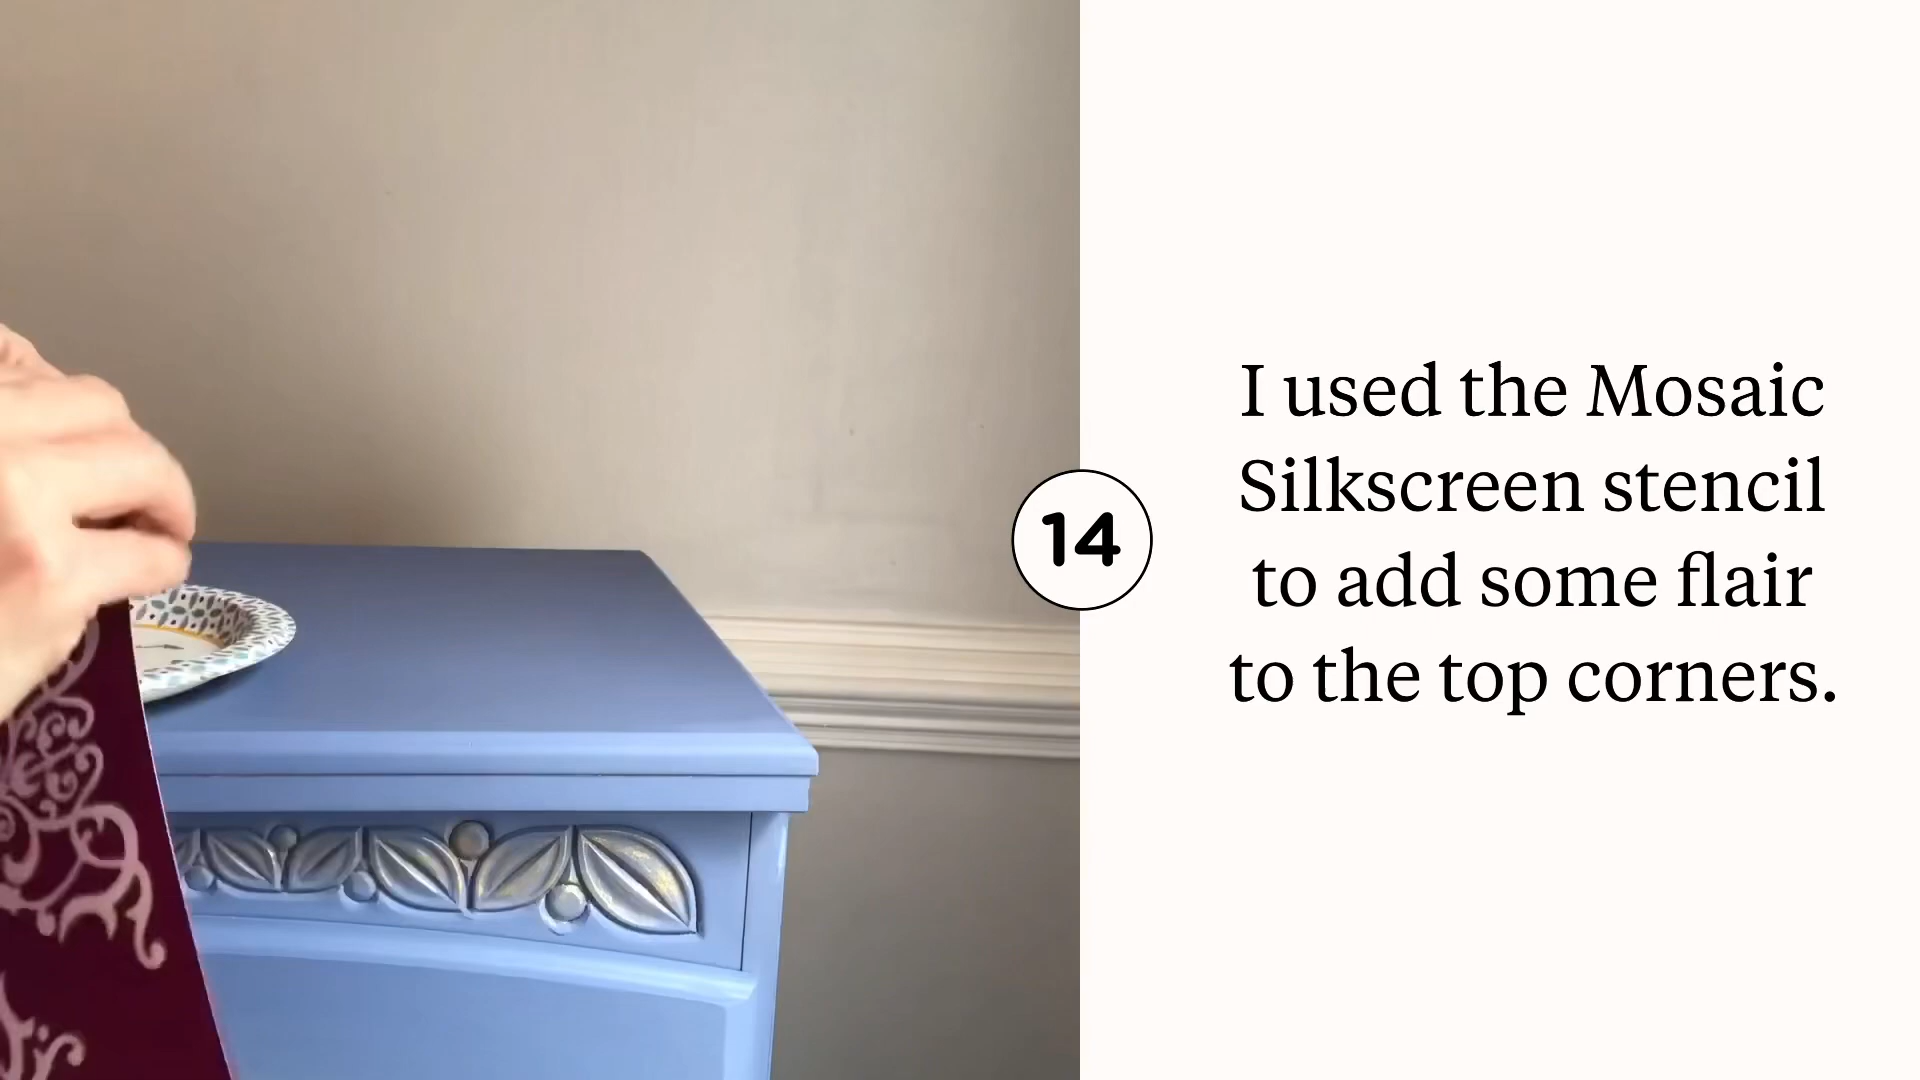 14
I used the Mosaic
Silkscreen stencil
to add some flair
to the top corners.